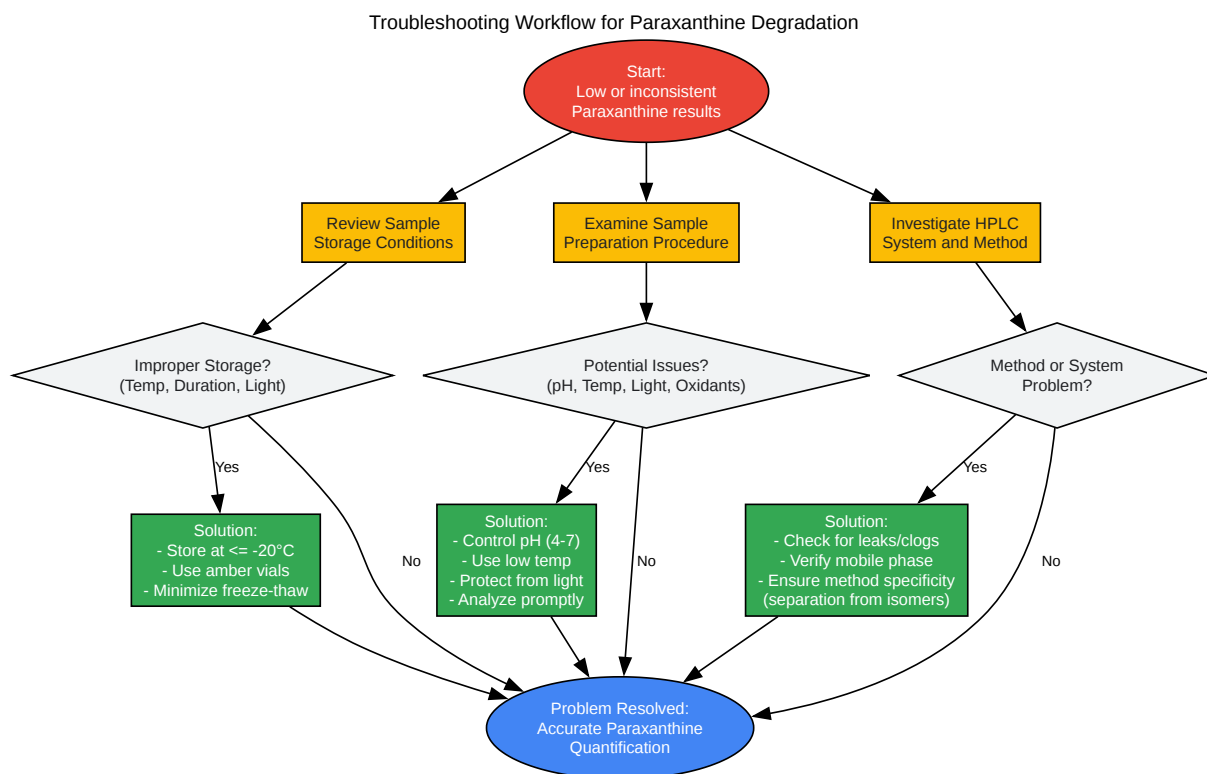 Troubleshooting Workflow for Paraxanthine Degradation
Start:
Low or inconsistent
Paraxanthine results
Review Sample
Storage Conditions
Examine Sample
Preparation Procedure
Investigate HPLC
System and Method
Improper Storage?
(Temp, Duration, Light)
Potential Issues?
(pH, Temp, Light, Oxidants)
Method or System
Problem?
Yes
Yes
Yes
Solution:
- Store at <= -20°C
- Use amber vials
- Minimize freeze-thaw
No
Solution:
- Control pH (4-7)
- Use low temp
- Protect from light
- Analyze promptly
No
Solution:
- Check for leaks/clogs
- Verify mobile phase
- Ensure method specificity
(separation from isomers)
No
Problem Resolved:
Accurate Paraxanthine
Quantification